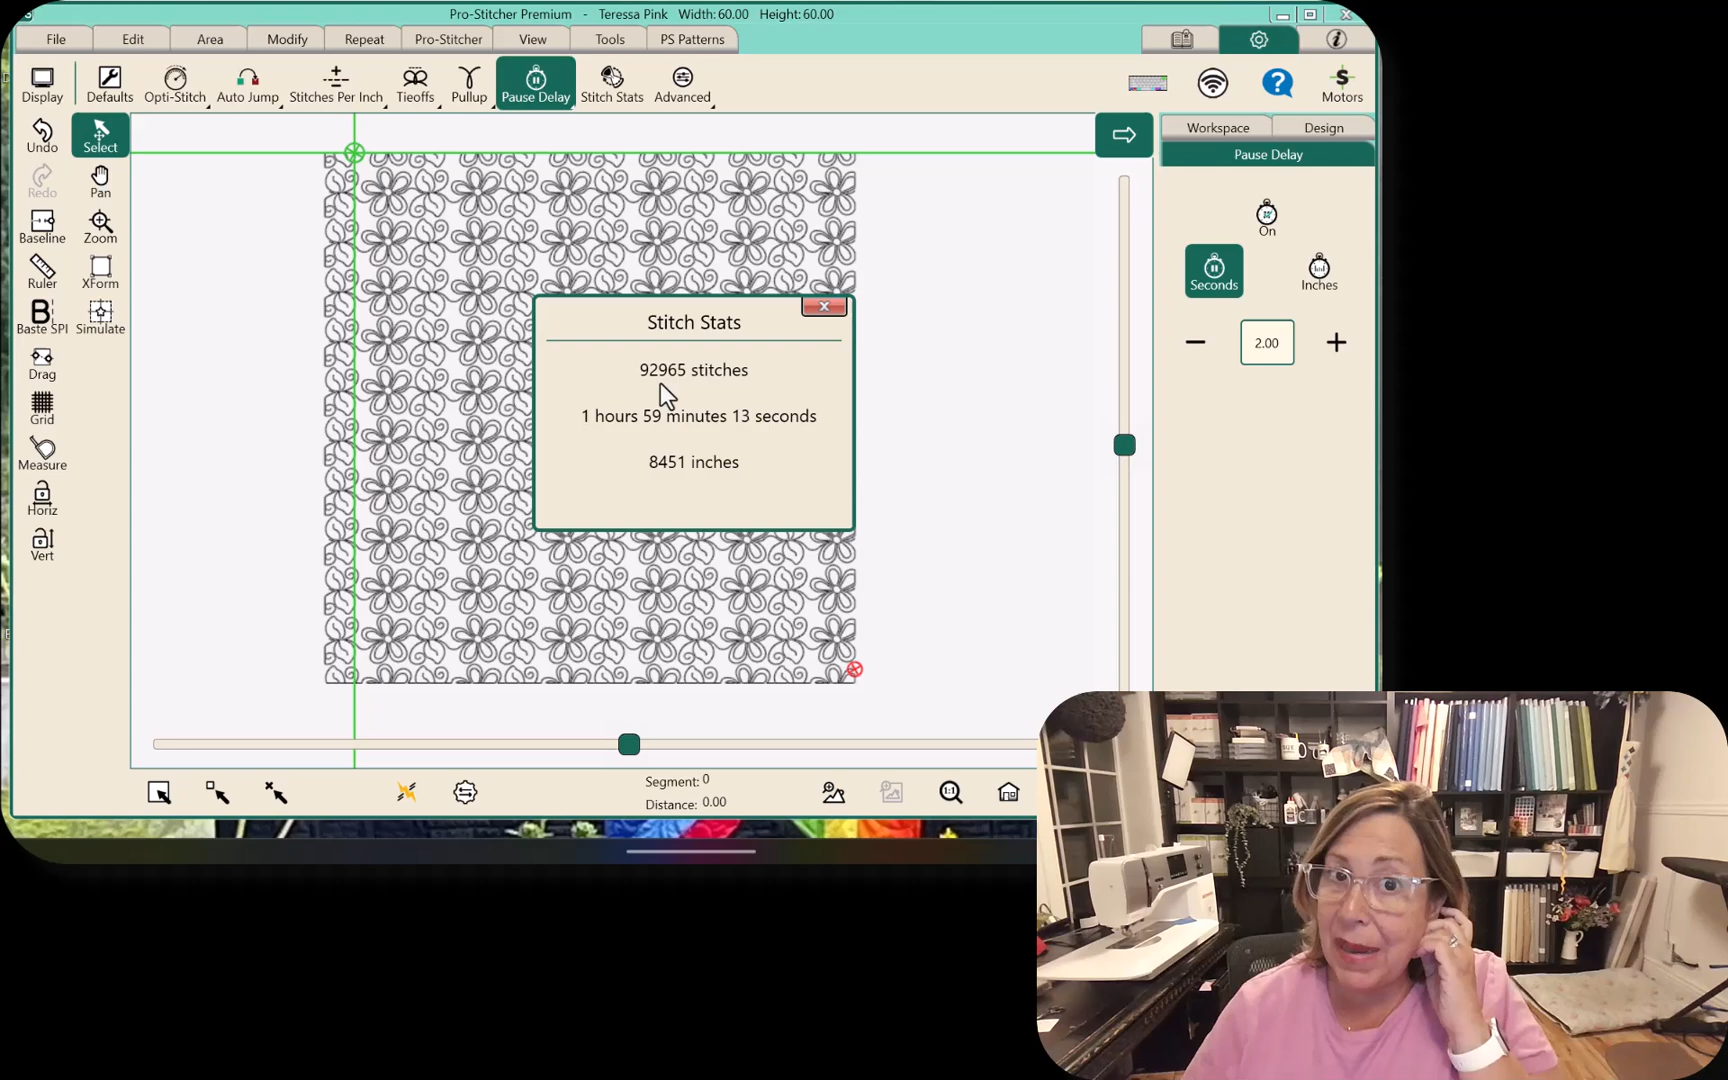 Pro-Stitcher Premium - Teressa Pink Width: 60.00 Height: 60.00
File Edit Area Modify Repeat Pro-Stitcher View Tools PS Patterns
Display Defaults Opti-Stitch Auto Jump Stitches Per Inch Tieoffs Pullup Pause Delay Stitch Stats Advanced Motors
Undo Select
Redo Pan
Baseline Zoom
Ruler XForm
Baste SPI Simulate
Drag
Grid
Measure
Horiz
Vert
Stitch Stats
92965 stitches
1 hours 59 minutes 13 seconds
8451 inches
Workspace Design
Pause Delay
On
Seconds Inches
2.00
Segment: 0
Distance: 0.00
1:1